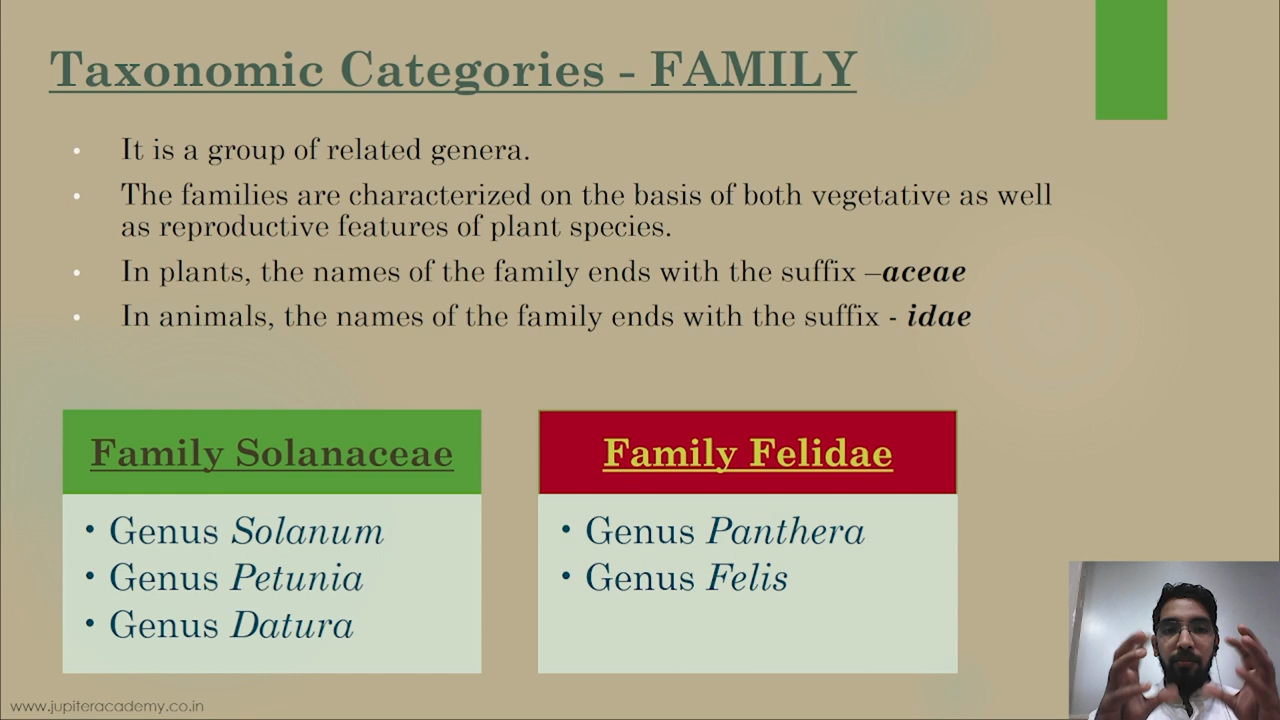 Taxonomic Categories - FAMILY
• It is a group of related genera.
• The families are characterized on the basis of both vegetative as well
as reproductive features of plant species.
• In plants, the names of the family ends with the suffix –aceae
• In animals, the names of the family ends with the suffix - idae
Family Solanaceae
• Genus Solanum
• Genus Petunia
• Genus Datura
Family Felidae
• Genus Panthera
• Genus Felis
www.jupiteracademy.co.in